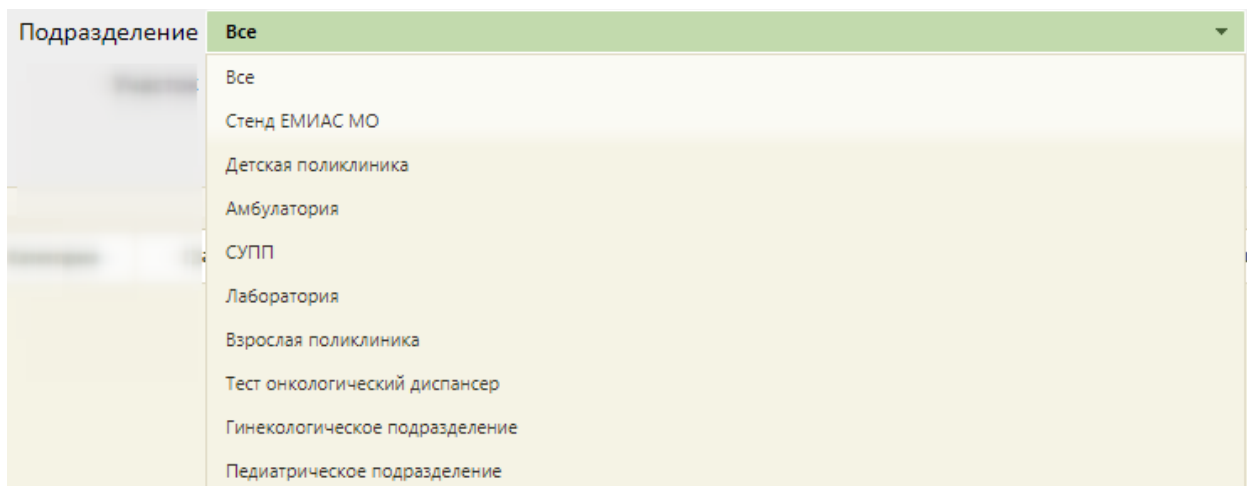 Подразделение Все
Все
Стенд ЕМИАС МО
Детская поликлиника
Амбулатория
СУПП
Лаборатория
Взрослая поликлиника
Тест онкологический диспансер
Гинекологическое подразделение
Педиатрическое подразделение